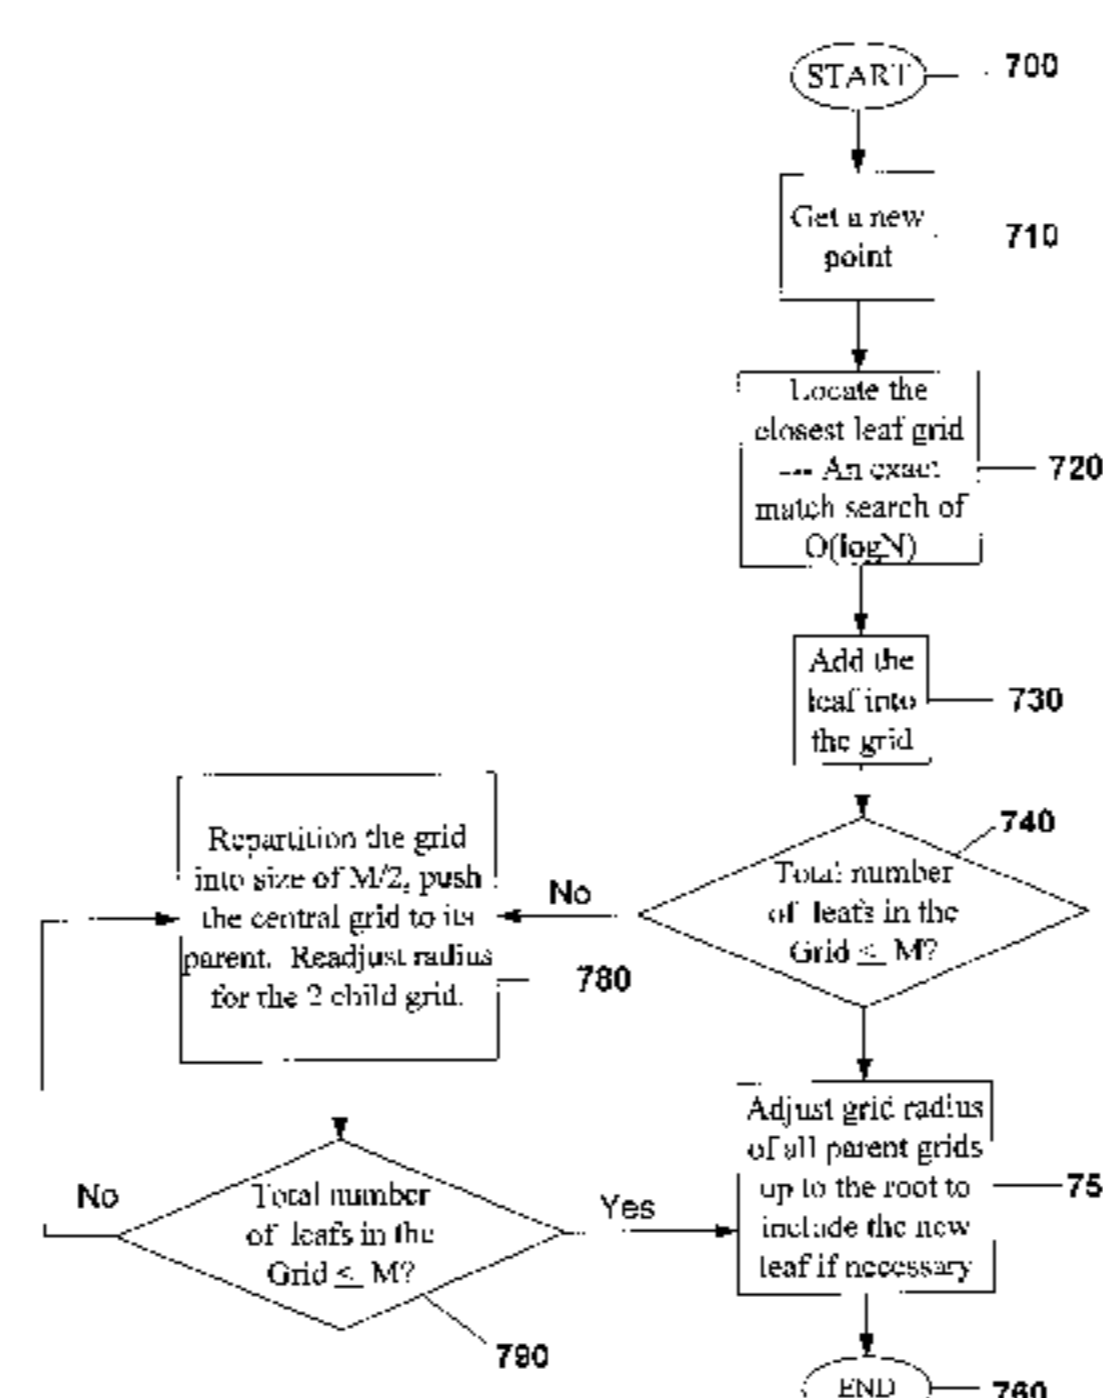 START
700
Get a new
point
710
Locate the
closest leaf grid
--- An exact
match search of
O(logN)
720
Add the
leaf into
the grid
730
740
Total number
of leafs in the
Grid ≤ M?
No
Repartition the grid
into size of M/2, push
the central grid to its
parent. Readjust radius
for the 2 child grid.
780
Adjust grid radius
of all parent grids
up to the root to
include the new
leaf if necessary
75
No
Total number
of leafs in the
Grid ≤ M?
Yes
790
END
760